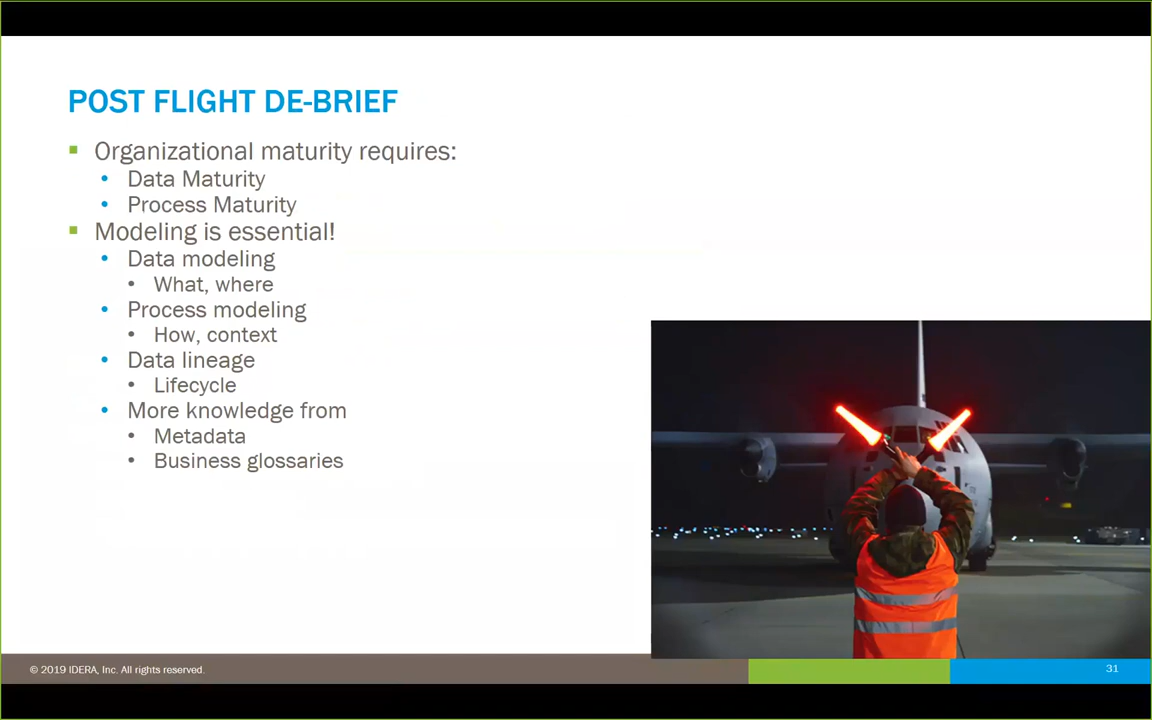 POST FLIGHT DE-BRIEF
Organizational maturity requires:
Data Maturity
Process Maturity
Modeling is essential!
Data modeling
What, where
Process modeling
How, context
Data lineage
Lifecycle
More knowledge from
Metadata
Business glossaries
© 2019 IDERA, Inc. All rights reserved.
31